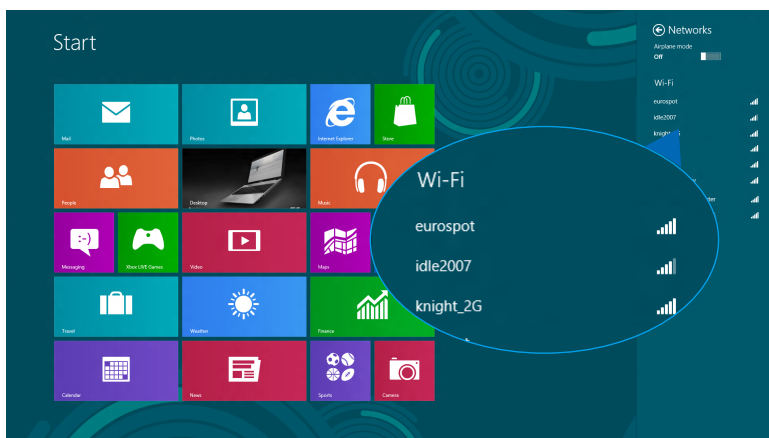 Start
Networks
Airplane mode
Off
Wi-Fi
eurospot
idle2007
Mail
Photos
Internet Explorer
Store
People
Desktop
Music
Messaging
Xbox LIVE Games
Video
Maps
Travel
Weather
Finance
Calendar
News
Sports
Camera
Wi-Fi
eurospot
idle2007
knight_2G